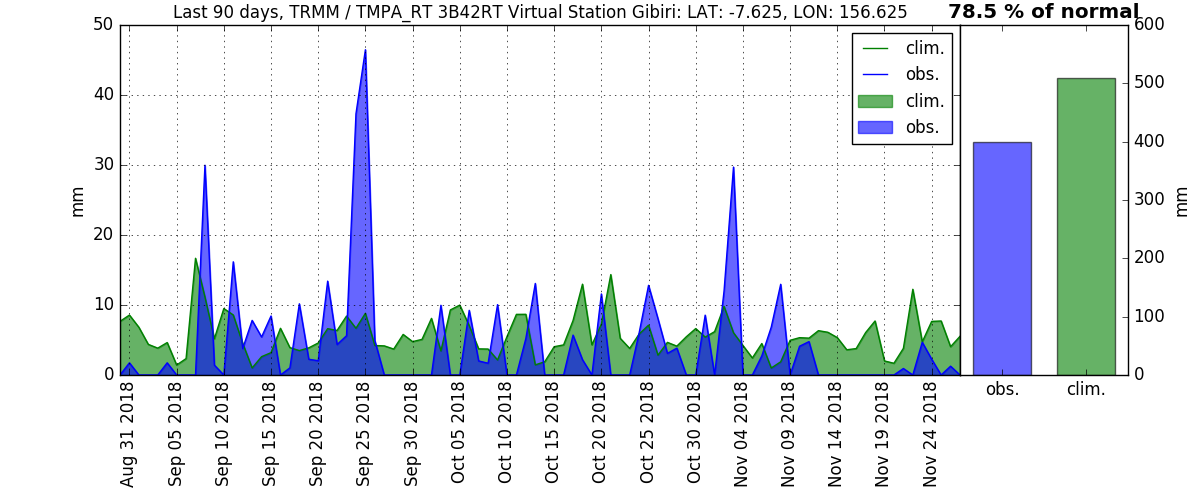 Last 90 days, TRMM / TMPA_RT 3B42RT Virtual Station Gibiri: LAT: -7.625, LON: 156.625
78.5 % of normal
50
40
30
20
10
0
mm
clim.
obs.
clim.
obs.
600
500
400
300
200
100
0
mm
obs.
clim.
Aug 31 2018
Sep 05 2018
Sep 10 2018
Sep 15 2018
Sep 20 2018
Sep 25 2018
Sep 30 2018
Oct 05 2018
Oct 10 2018
Oct 15 2018
Oct 20 2018
Oct 25 2018
Oct 30 2018
Nov 04 2018
Nov 09 2018
Nov 14 2018
Nov 19 2018
Nov 24 2018